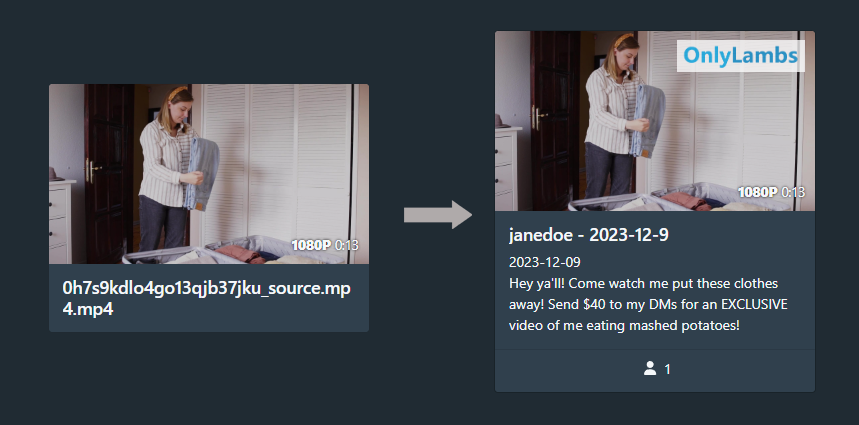 1080P 0:13
0h7s9kdlo4go13qjb37jku_source.mp
4.mp4
OnlyLambs
1080P 0:13
janedoe - 2023-12-9
2023-12-09
Hey ya'll! Come watch me put these clothes
away! Send $40 to my DMs for an EXCLUSIVE
video of me eating mashed potatoes!
1